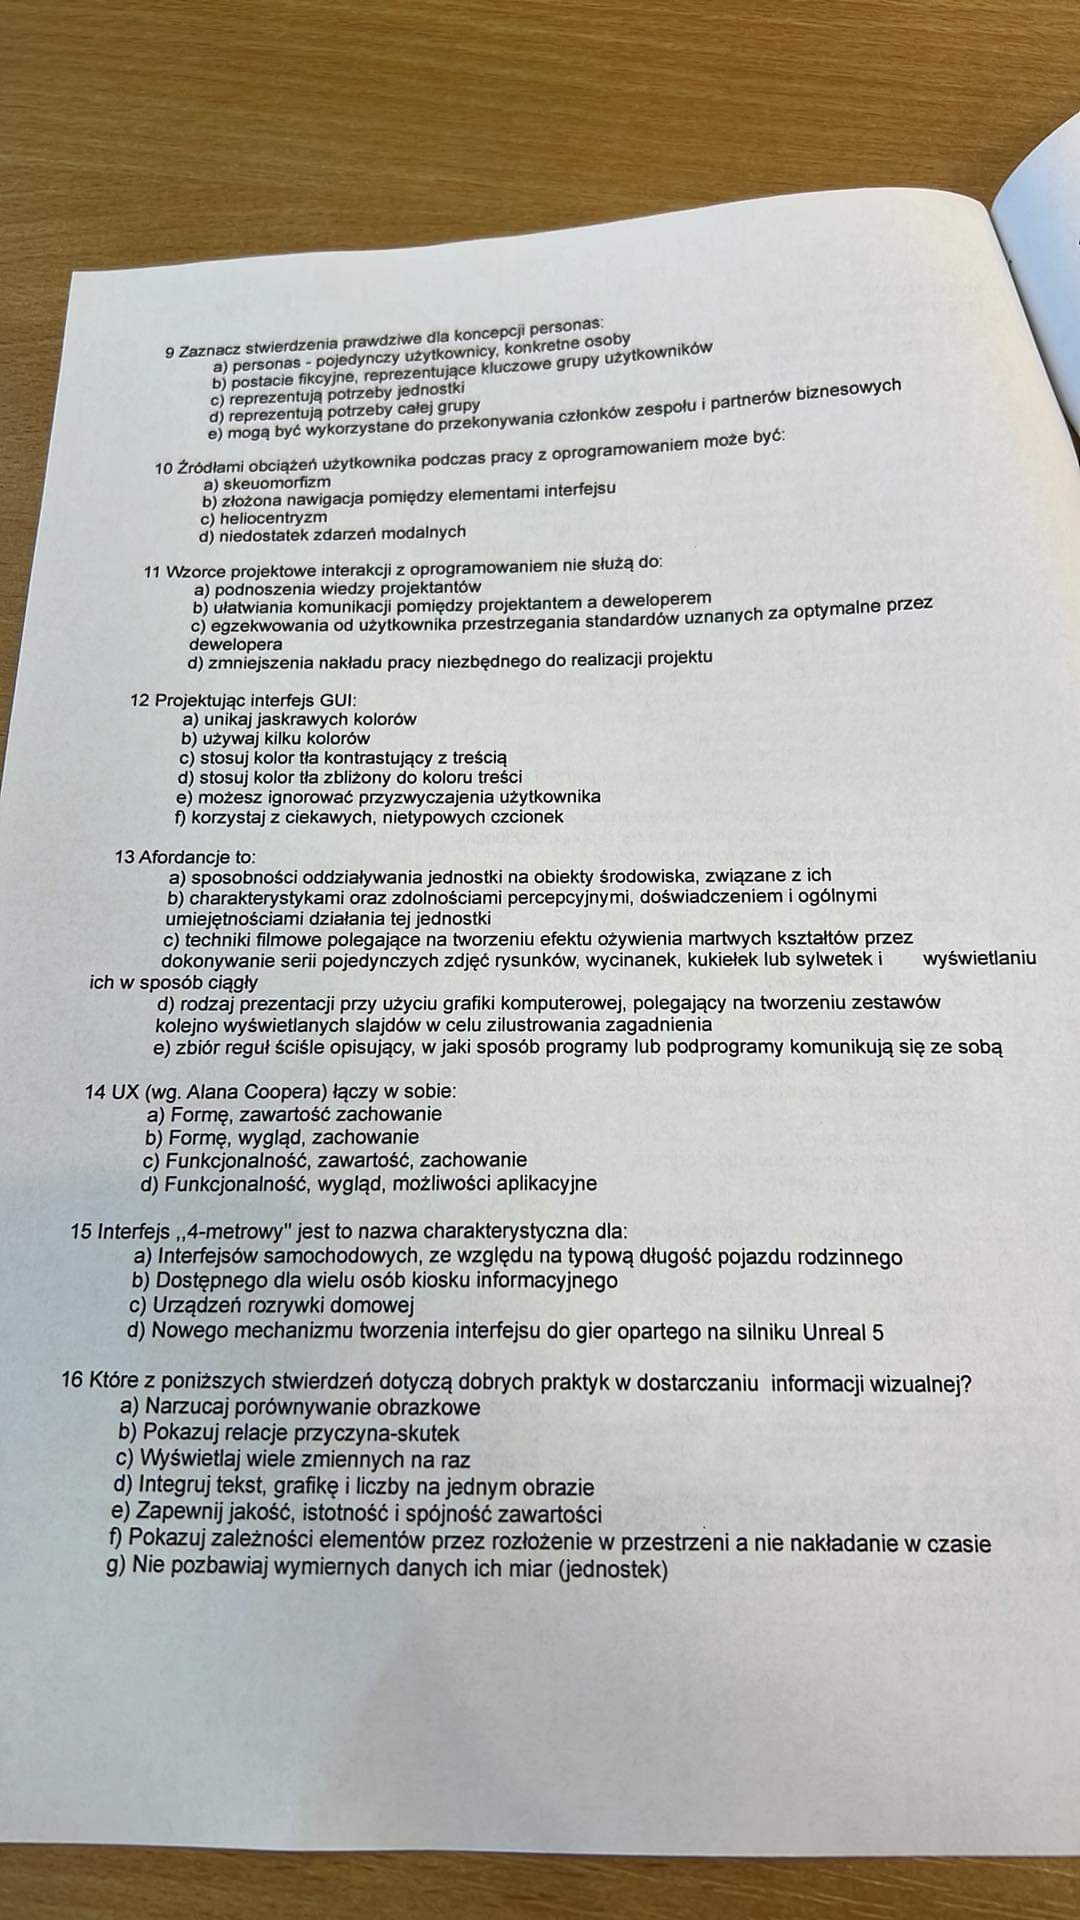 9 Zaznacz stwierdzenia prawdziwe dla koncepcji personas:
a) personas - pojedynczy użytkownicy, konkretne osoby
b) postacie fikcyjne, reprezentujące kluczowe grupy użytkowników
c) reprezentują potrzeby jednostki
d) reprezentują potrzeby całej grupy
e) mogą być wykorzystane do przekonywania członków zespołu i partnerów biznesowych
10 Źródłami obciążeń użytkownika podczas pracy z oprogramowaniem może być:
a) skeuomorfizm
b) złożona nawigacja pomiędzy elementami interfejsu
c) heliocentryzm
d) niedostatek zdarzeń modalnych
11 Wzorce projektowe interakcji z oprogramowaniem nie służą do:
a) podnoszenia wiedzy projektantów
b) ułatwiania komunikacji pomiędzy projektantem a deweloperem
c) egzekwowania od użytkownika przestrzegania standardów uznanych za optymalne przez
dewelopera
d) zmniejszenia nakładu pracy niezbędnego do realizacji projektu
12 Projektując interfejs GUI:
a) unikaj jaskrawych kolorów
b) używaj kilku kolorów
c) stosuj kolor tła kontrastujący z treścią
d) stosuj kolor tła zbliżony do koloru treści
e) możesz ignorować przyzwyczajenia użytkownika
f) korzystaj z ciekawych, nietypowych czcionek
13 Afordancje to:
a) sposobności oddziaływania jednostki na obiekty środowiska, związane z ich
b) charakterystykami oraz zdolnościami percepcyjnymi, doświadczeniem i ogólnymi
umiejętnościami działania tej jednostki
c) techniki filmowe polegające na tworzeniu efektu ożywienia martwych kształtów przez
dokonywanie serii pojedynczych zdjęć rysunków, wycinanek, kukiełek lub sylwetek i wyświetlaniu
ich w sposób ciągły
d) rodzaj prezentacji przy użyciu grafiki komputerowej, polegający na tworzeniu zestawów
kolejno wyświetlanych slajdów w celu zilustrowania zagadnienia
e) zbiór reguł ściśle opisujący, w jaki sposób programy lub podprogramy komunikują się ze sobą
14 UX (wg. Alana Coopera) łączy w sobie:
a) Formę, zawartość zachowanie
b) Formę, wygląd, zachowanie
c) Funkcjonalność, zawartość, zachowanie
d) Funkcjonalność, wygląd, możliwości aplikacyjne
15 Interfejs ,,4-metrowy" jest to nazwa charakterystyczna dla:
a) Interfejsów samochodowych, ze względu na typową długość pojazdu rodzinnego
b) Dostępnego dla wielu osób kiosku informacyjnego
c) Urządzeń rozrywki domowej
d) Nowego mechanizmu tworzenia interfejsu do gier opartego na silniku Unreal 5
16 Które z poniższych stwierdzeń dotyczą dobrych praktyk w dostarczaniu informacji wizualnej?
a) Narzucaj porównywanie obrazkowe
b) Pokazuj relacje przyczyna-skutek
c) Wyświetlaj wiele zmiennych na raz
d) Integruj tekst, grafikę i liczby na jednym obrazie
e) Zapewnij jakość, istotność i spójność zawartości
f) Pokazuj zależności elementów przez rozłożenie w przestrzeni a nie nakładanie w czasie
g) Nie pozbawiaj wymiernych danych ich miar (jednostek)